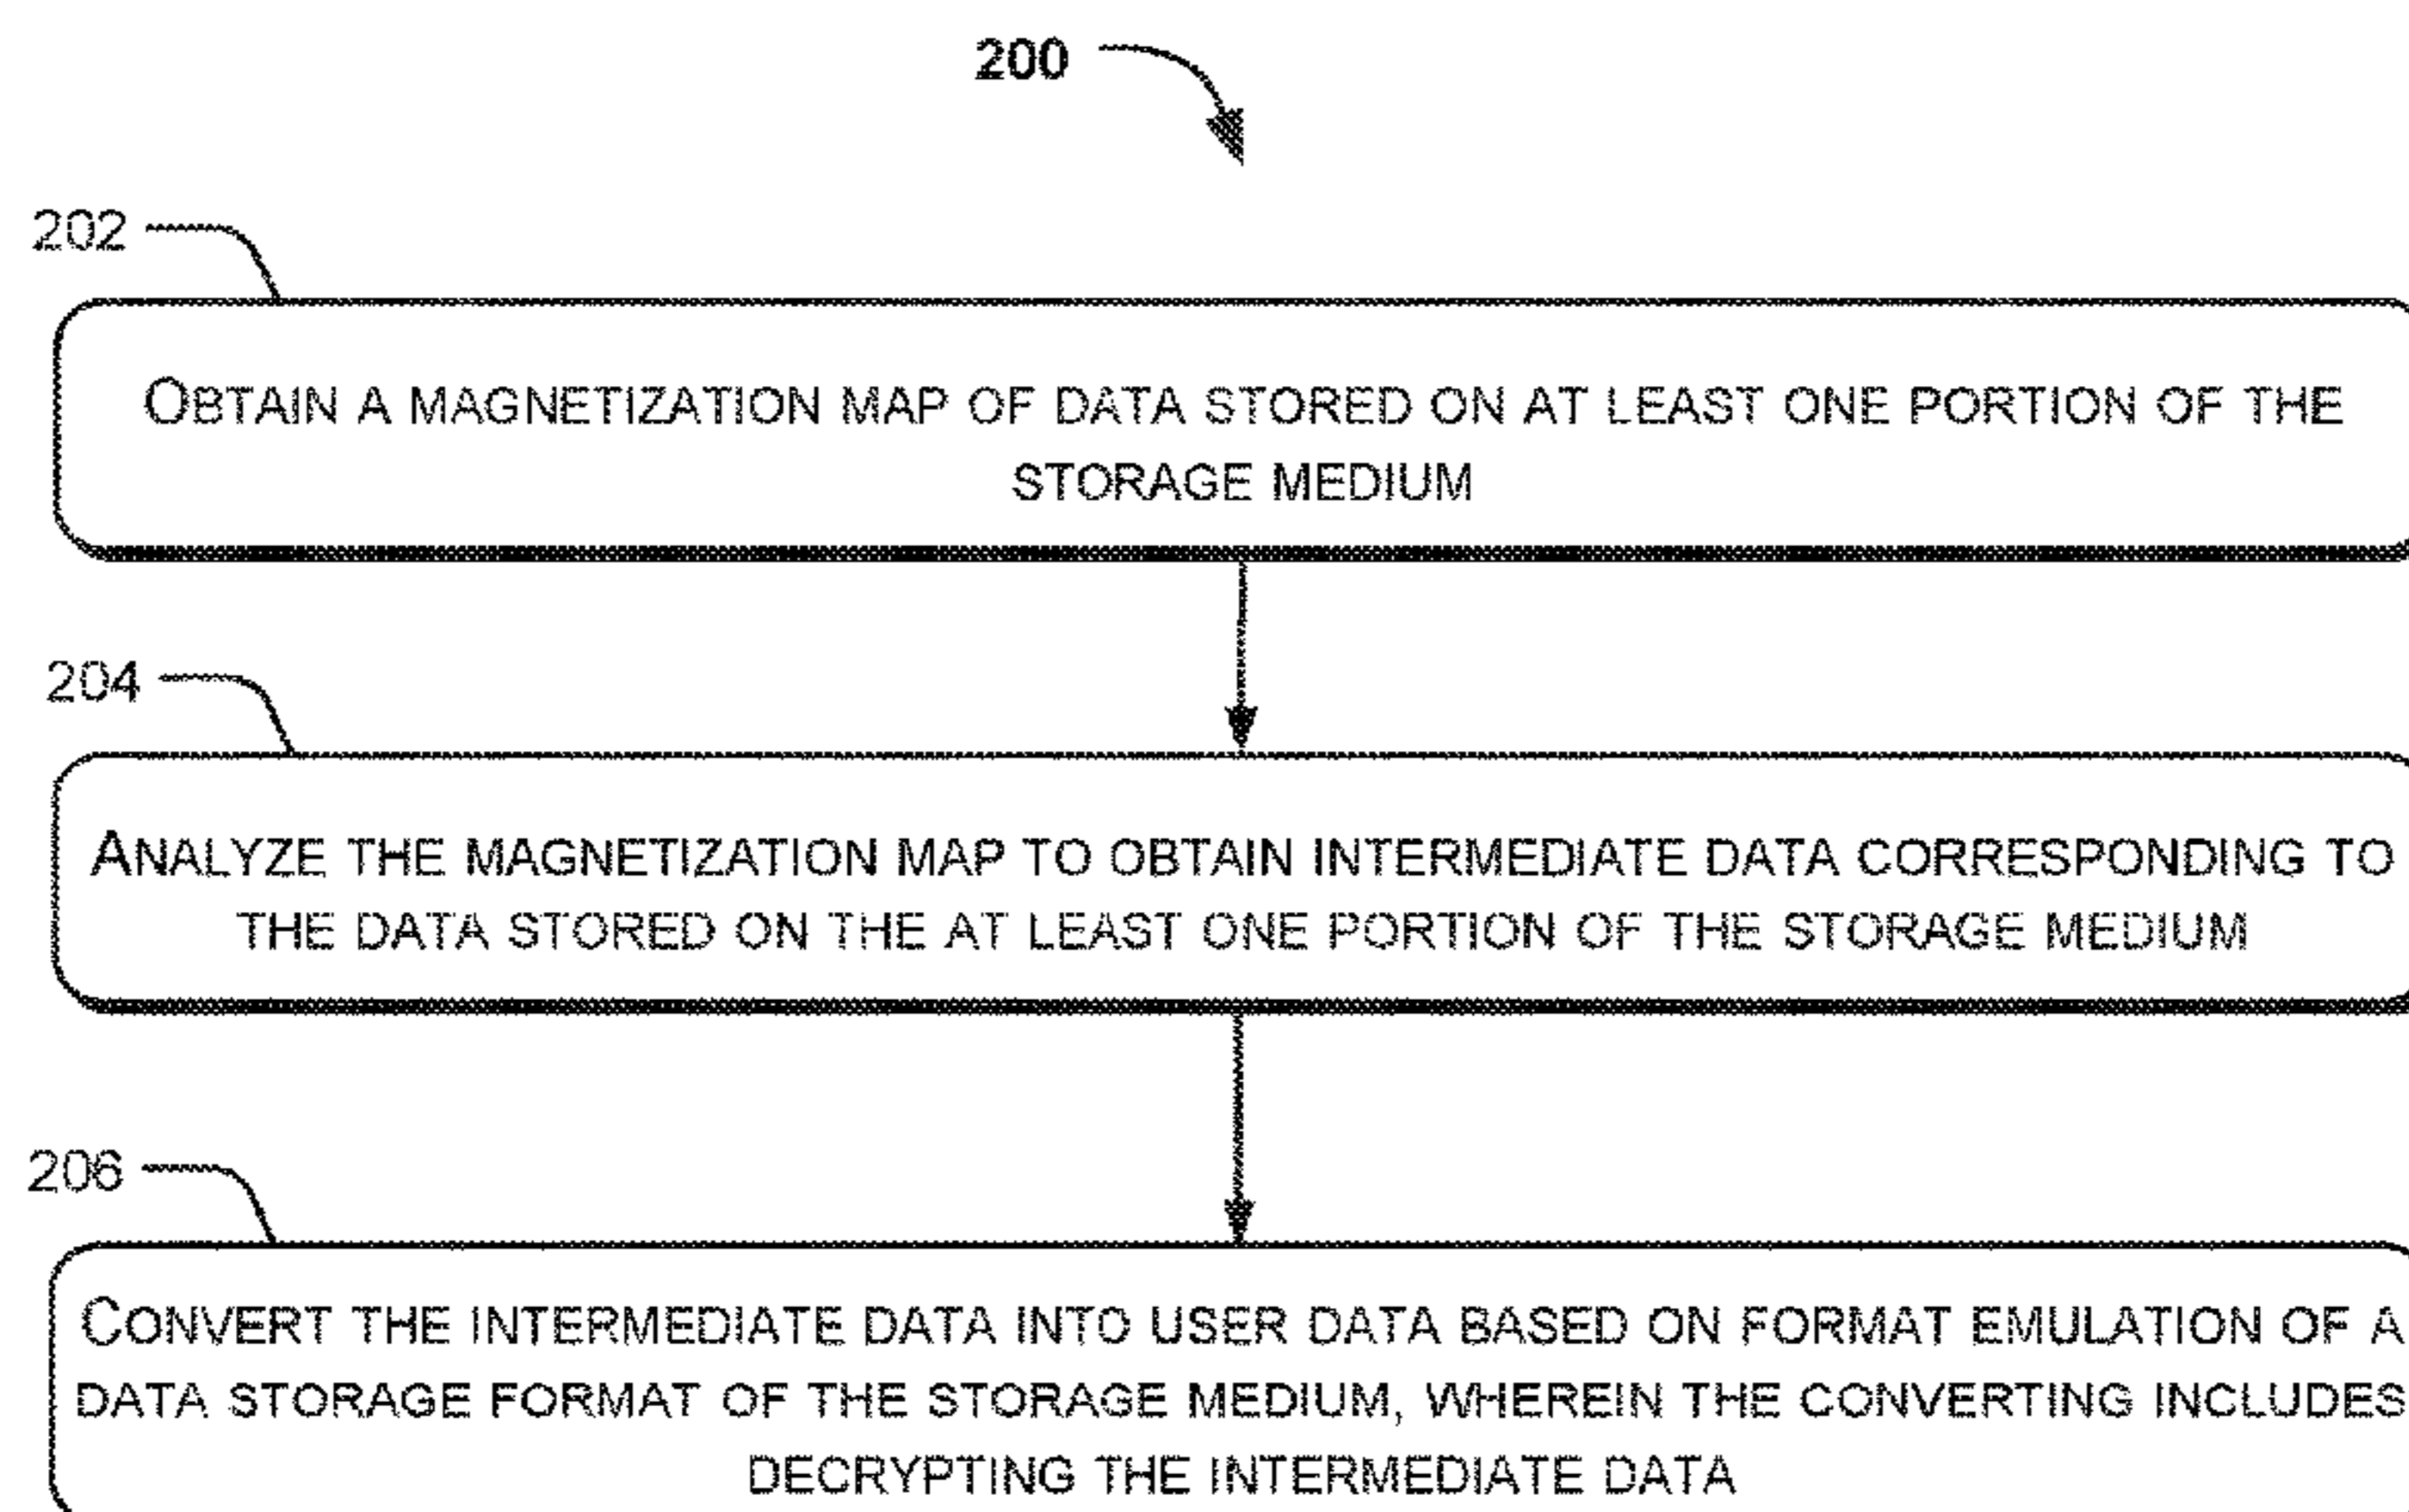 200
202
OBTAIN A MAGNETIZATION MAP OF DATA STORED ON AT LEAST ONE PORTION OF THE
STORAGE MEDIUM
204
ANALYZE THE MAGNETIZATION MAP TO OBTAIN INTERMEDIATE DATA CORRESPONDING TO
THE DATA STORED ON THE AT LEAST ONE PORTION OF THE STORAGE MEDIUM
206
CONVERT THE INTERMEDIATE DATA INTO USER DATA BASED ON FORMAT EMULATION OF A
DATA STORAGE FORMAT OF THE STORAGE MEDIUM, WHEREIN THE CONVERTING INCLUDES
DECRYPTING THE INTERMEDIATE DATA